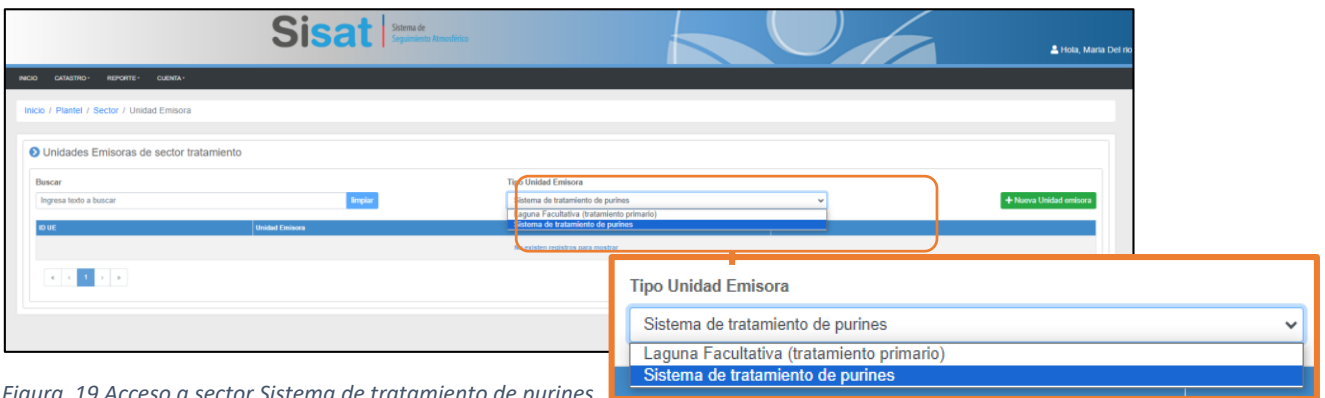 Sisat
Sistema de
Seguimiento Atmosférico
Hola, Maria Del rio
INICIO CATASTRO REPORTE CUENTA
Inicio / Plantel / Sector / Unidad Emisora
Unidades Emisoras de sector tratamiento
Buscar Tipo Unidad Emisora
Ingresa texto a buscar limpiar Sistema de tratamiento de purines + Nueva Unidad emisora
Laguna Facultativa (tratamiento primario)
ID UE Unidad Emisora Sistema de tratamiento de purines
No existen registros para mostrar
« ‹ 1 › »
Tipo Unidad Emisora
Sistema de tratamiento de purines
Laguna Facultativa (tratamiento primario)
Sistema de tratamiento de purines
Figura 19 Acceso a sector Sistema de tratamiento de purines